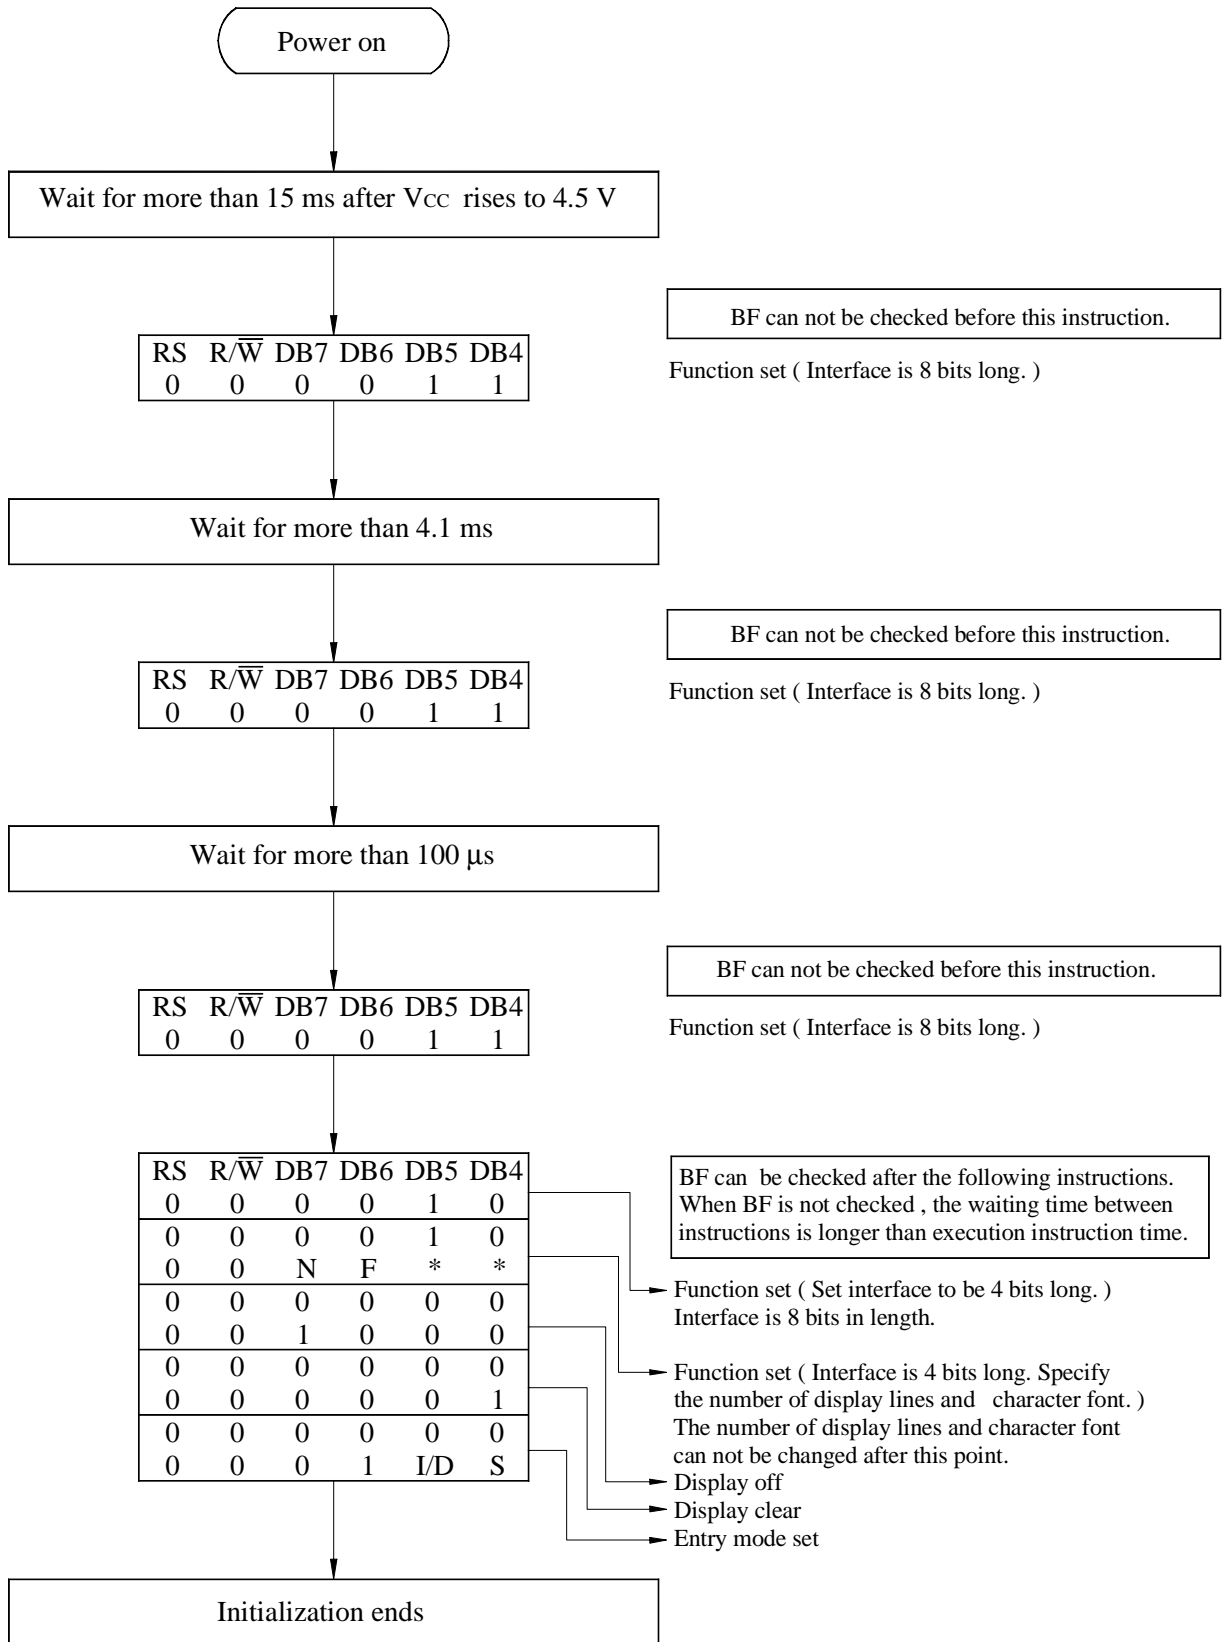 Power on
Wait for more than 15 ms after VCC rises to 4.5 V
BF can not be checked before this instruction.
RS R/W̅ DB7 DB6 DB5 DB4
0 0 0 0 1 1
Function set ( Interface is 8 bits long. )
Wait for more than 4.1 ms
BF can not be checked before this instruction.
RS R/W̅ DB7 DB6 DB5 DB4
0 0 0 0 1 1
Function set ( Interface is 8 bits long. )
Wait for more than 100 μs
BF can not be checked before this instruction.
RS R/W̅ DB7 DB6 DB5 DB4
0 0 0 0 1 1
Function set ( Interface is 8 bits long. )
RS R/W̅ DB7 DB6 DB5 DB4
0 0 0 0 1 0
0 0 0 0 1 0
0 0 N F * *
0 0 0 0 0 0
0 0 1 0 0 0
0 0 0 0 0 0
0 0 0 0 0 1
0 0 0 0 0 0
0 0 0 1 I/D S
BF can be checked after the following instructions.
When BF is not checked , the waiting time between
instructions is longer than execution instruction time.
Function set ( Set interface to be 4 bits long. )
Interface is 8 bits in length.
Function set ( Interface is 4 bits long. Specify
the number of display lines and character font. )
The number of display lines and character font
can not be changed after this point.
Display off
Display clear
Entry mode set
Initialization ends